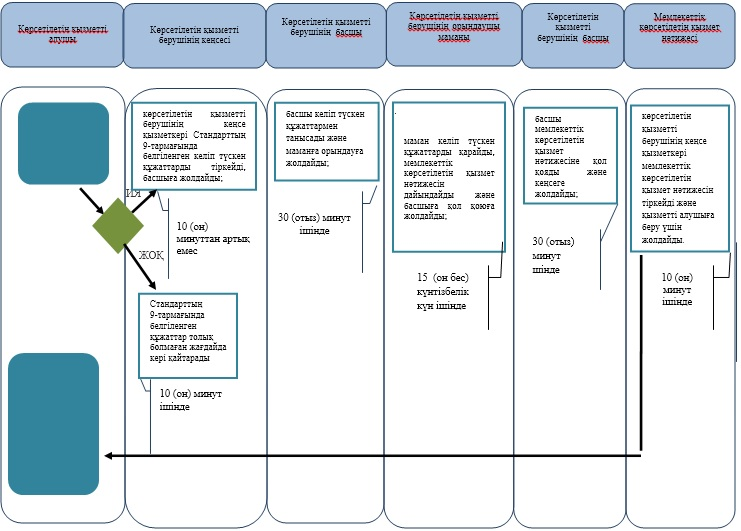 Көрсетілетін қызметті
алушы
Көрсетілетін қызметті
берушінің кеңсесі
Көрсетілетін қызметті
берушінің басшы
Көрсетілетін қызметті
берушінің орындаушы
маманы
Көрсетілетін
қызметті
берушінің басшы
Мемлекеттік
көрсетілетін қызмет
нәтижесі
көрсетілетін қызметті
берушінің кеңсе
қызметкері Стандарттың
9-тармағында
белгіленген келіп түскен
құжаттарды тіркейді,
басшыға жолдайды;
ИЯ
10 (он)
минуттан артық
емес
ЖОҚ
Стандарттың
9-тармағында
белгіленген
құжаттар толық
болмаған жағдайда
кері қайтарады
10 (он) минут
ішінде
басшы келіп түскен
құжаттармен
танысады және
маманға орындауға
жолдайды;
30 (отыз) минут
ішінде
.
маман келіп түскен
құжаттарды қарайды,
мемлекеттік
көрсетілетін қызмет
нәтижесін
дайындайды және
басшыға қол қоюға
жолдайды;
15 (он бес)
күнтізбелік
күн ішінде
басшы
мемлекеттік
көрсетілетін
қызмет
нәтижесіне қол
қояды және
кеңсеге
жолдайды;
30 (отыз)
минут
шінде
көрсетілетін
қызметті
берушінің кеңсе
қызметкері
мемлекеттік
көрсетілетін
қызмет нәтижесін
тіркейді және
қызметті алушыға
беру үшін
жолдайды.
10 (он)
минут
ішінде